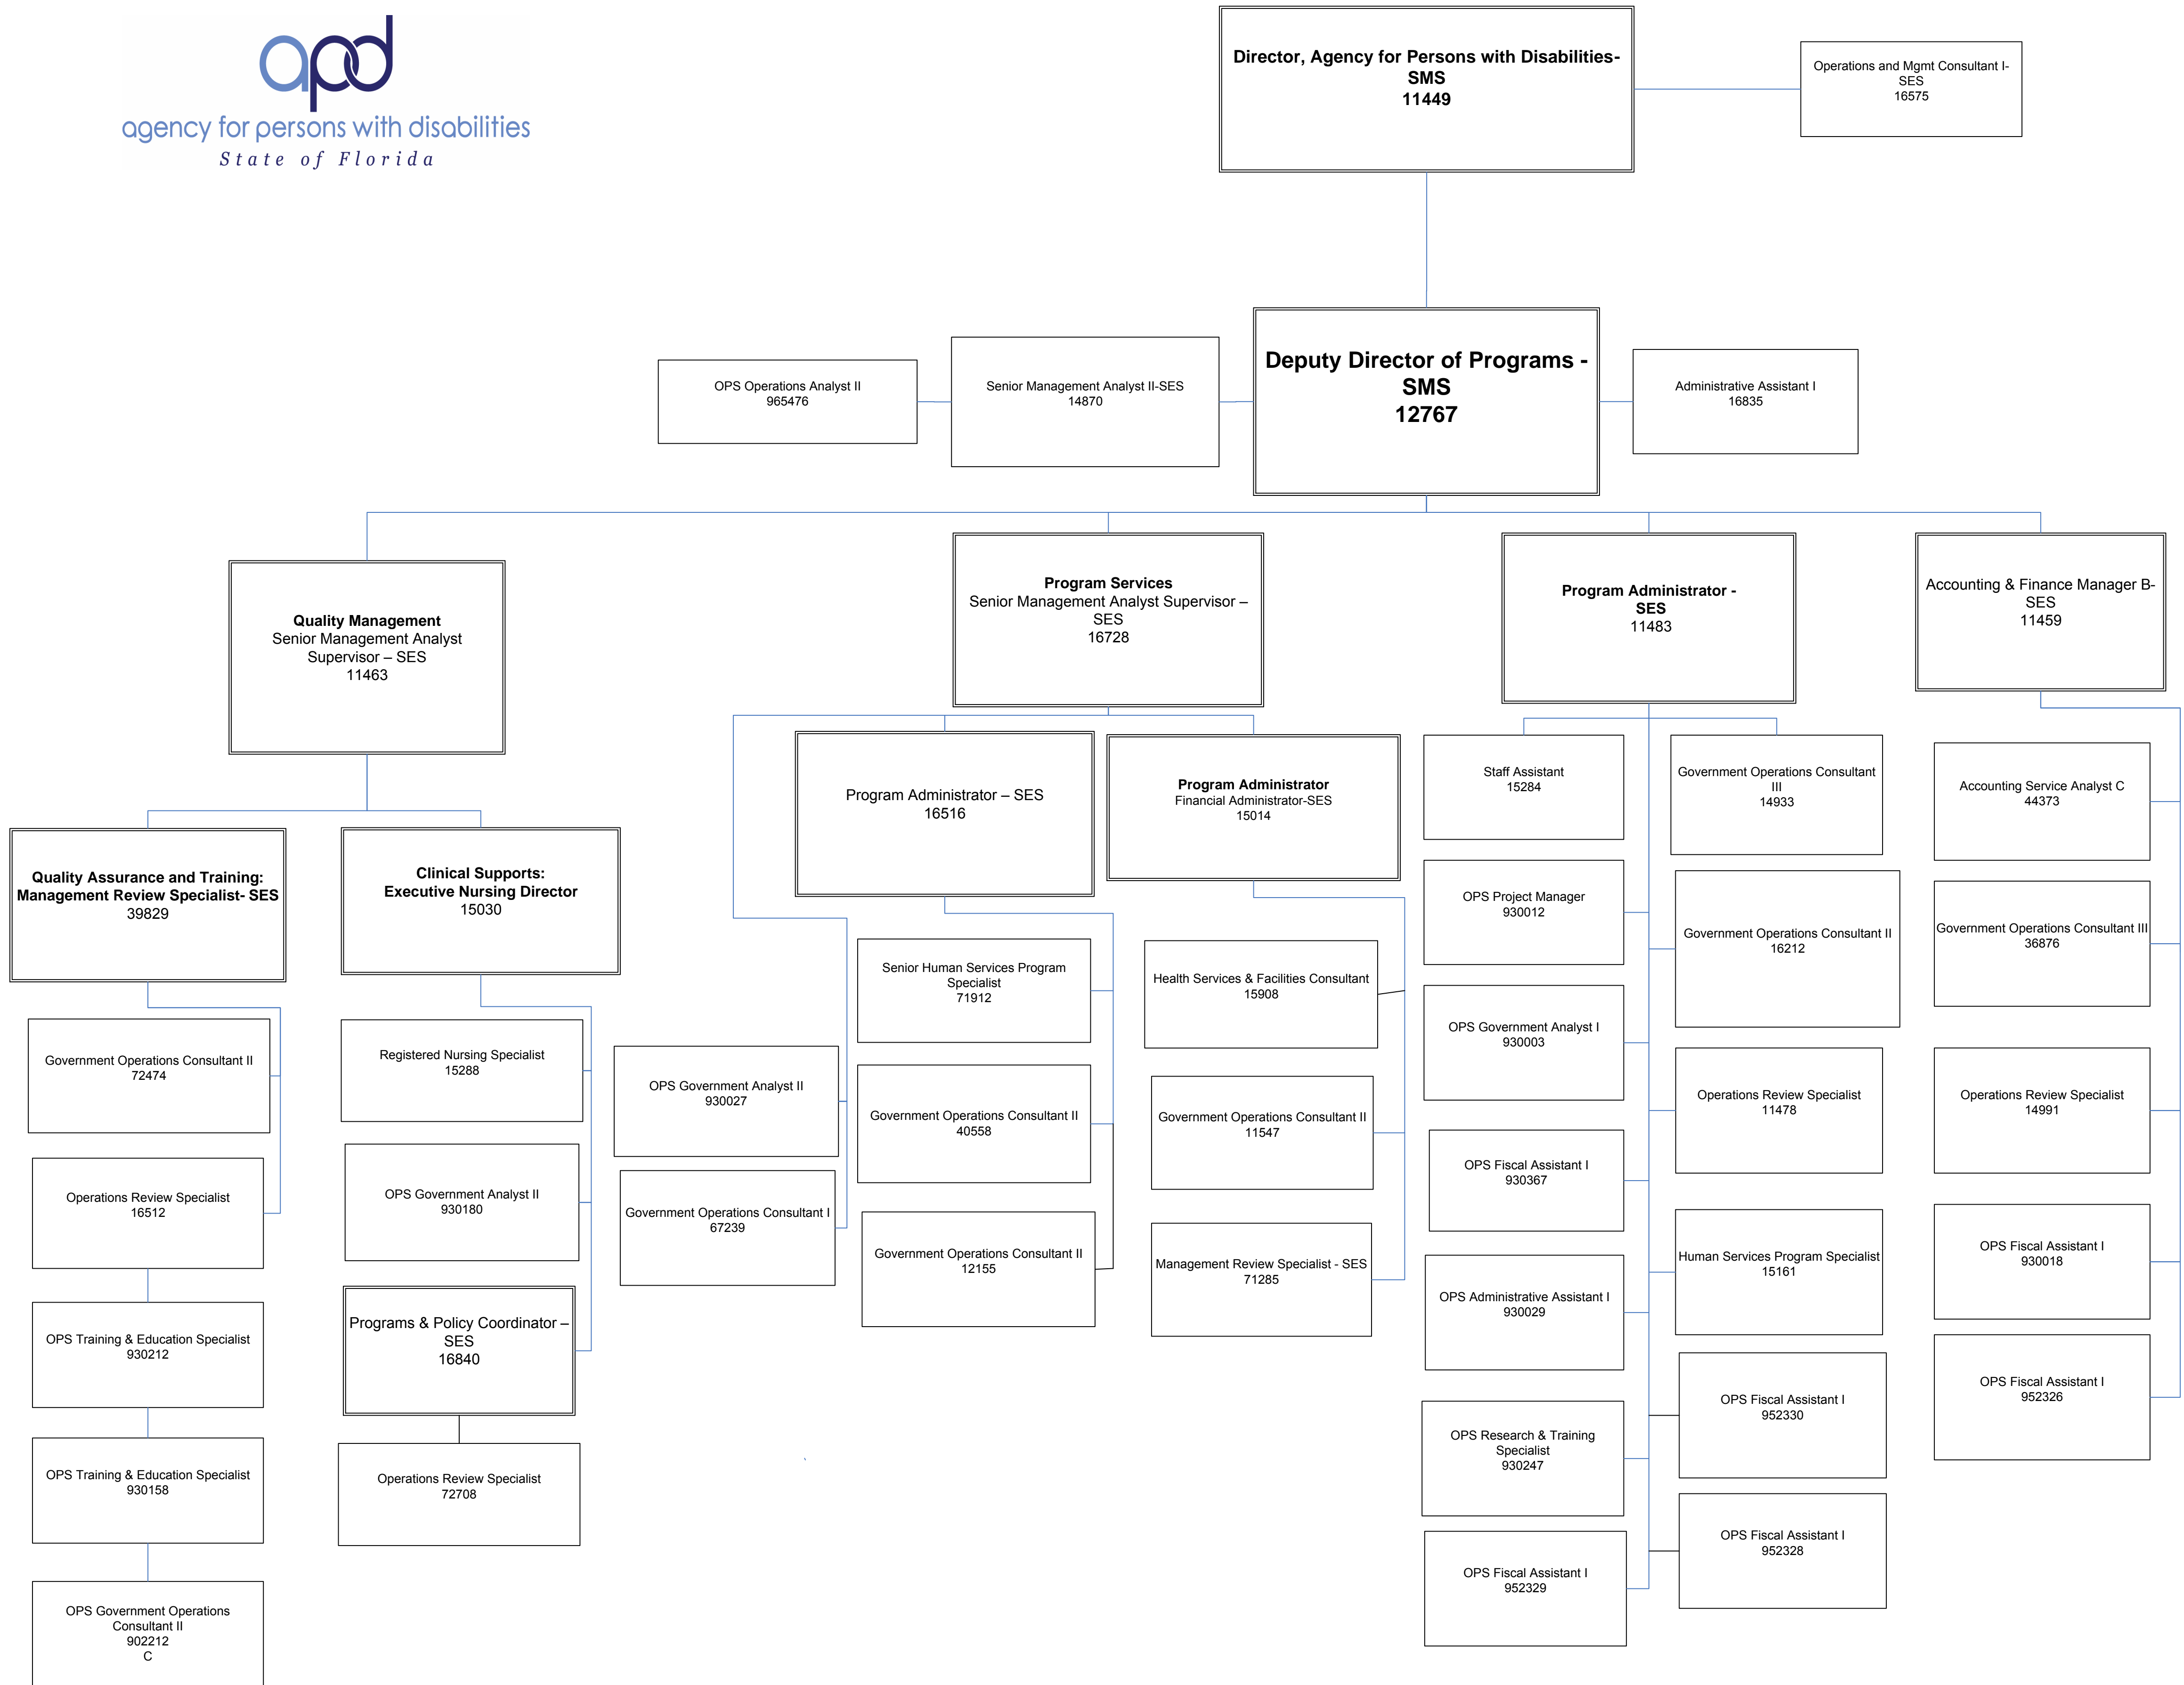 apd
agency for persons with disabilities
State of Florida
Director, Agency for Persons with Disabilities-
SMS
11449
Operations and Mgmt Consultant I-
SES
16575
OPS Operations Analyst II
965476
Senior Management Analyst II-SES
14870
Deputy Director of Programs -
SMS
12767
Administrative Assistant I
16835
Quality Management
Senior Management Analyst
Supervisor – SES
11463
Program Services
Senior Management Analyst Supervisor –
SES
16728
Program Administrator -
SES
11483
Accounting & Finance Manager B-
SES
11459
Quality Assurance and Training:
Management Review Specialist- SES
39829
Government Operations Consultant II
72474
Operations Review Specialist
16512
OPS Training & Education Specialist
930212
OPS Training & Education Specialist
930158
OPS Government Operations
Consultant II
902212
C
Clinical Supports:
Executive Nursing Director
15030
Registered Nursing Specialist
15288
OPS Government Analyst II
930180
Programs & Policy Coordinator –
SES
16840
Operations Review Specialist
72708
OPS Government Analyst II
930027
Government Operations Consultant I
67239
Program Administrator – SES
16516
Senior Human Services Program
Specialist
71912
Government Operations Consultant II
40558
Government Operations Consultant II
12155
Program Administrator
Financial Administrator-SES
15014
Health Services & Facilities Consultant
15908
Government Operations Consultant II
11547
Management Review Specialist - SES
71285
Staff Assistant
15284
OPS Project Manager
930012
OPS Government Analyst I
930003
OPS Fiscal Assistant I
930367
OPS Administrative Assistant I
930029
OPS Research & Training
Specialist
930247
OPS Fiscal Assistant I
952329
Government Operations Consultant
III
14933
Government Operations Consultant II
16212
Operations Review Specialist
11478
Human Services Program Specialist
15161
OPS Fiscal Assistant I
952330
OPS Fiscal Assistant I
952328
Accounting Service Analyst C
44373
Government Operations Consultant III
36876
Operations Review Specialist
14991
OPS Fiscal Assistant I
930018
OPS Fiscal Assistant I
952326